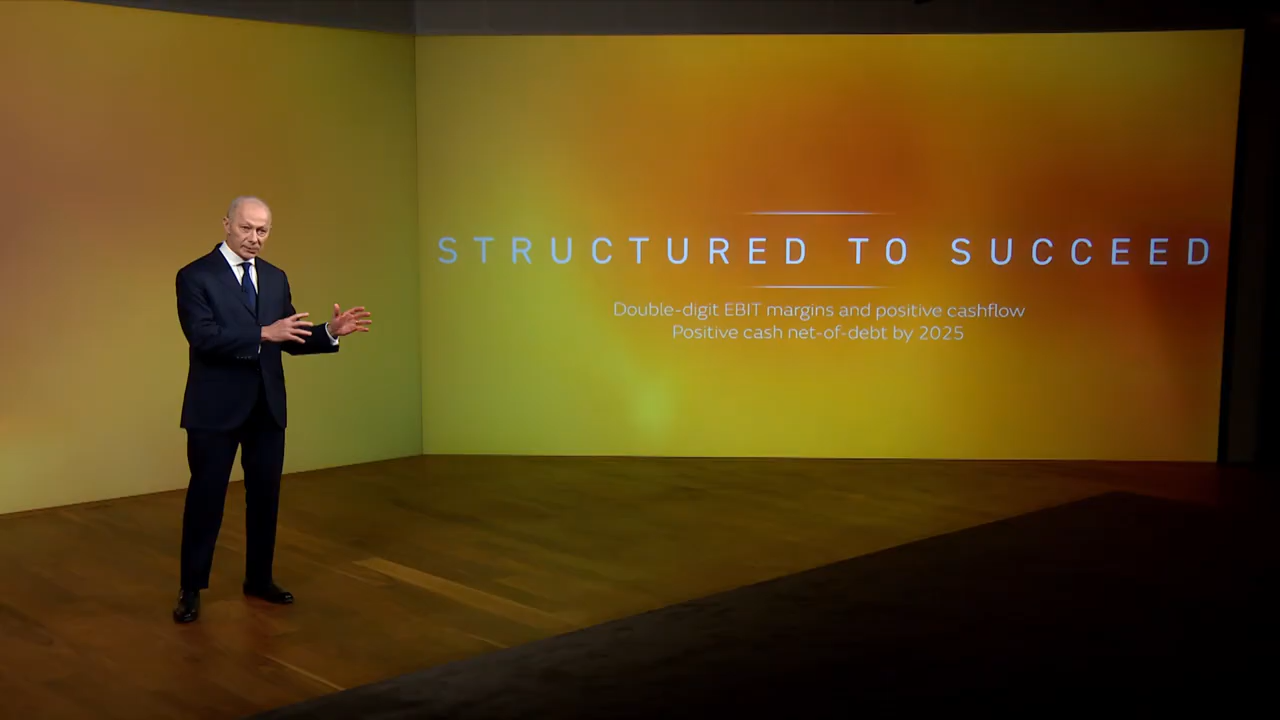 STRUCTURED TO SUCCEED
Double-digit EBIT margins and positive cashflow
Positive cash net-of-debt by 2025